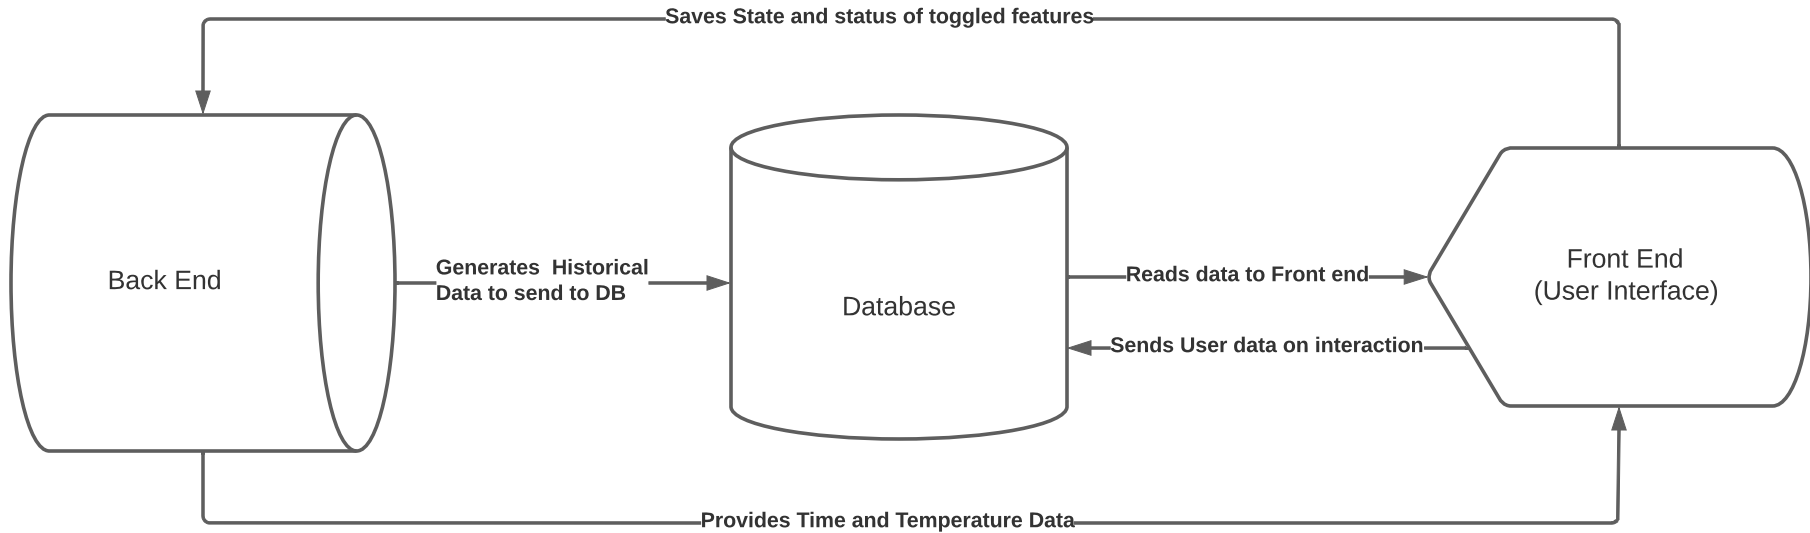 Saves State and status of toggled features
Back End
Generates  Historical
Data to send to DB
Database
Reads data to Front end
Sends User data on interaction
Front End
(User Interface)
Provides Time and Temperature Data